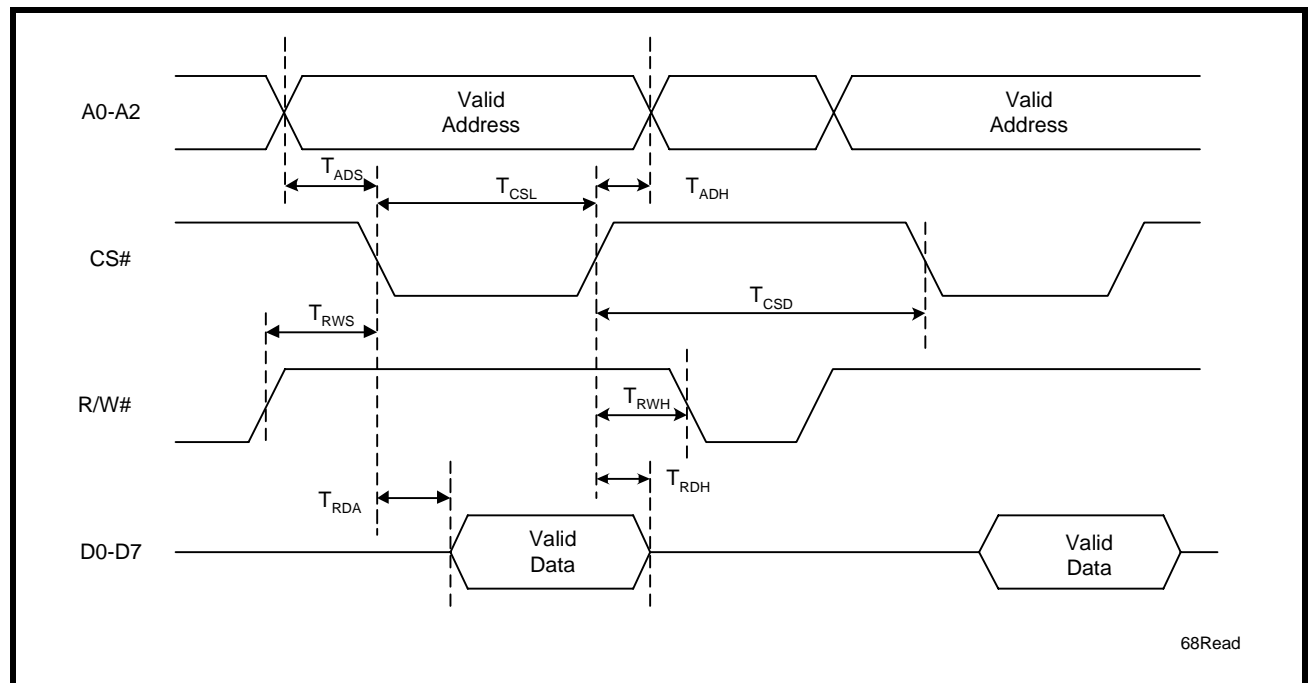 A0-A2
Valid
Address
Valid
Address
TADS
TCSL
TADH
CS#
TCSD
TRWS
R/W#
TRWH
TRDH
TRDA
D0-D7
Valid
Data
Valid
Data
68Read